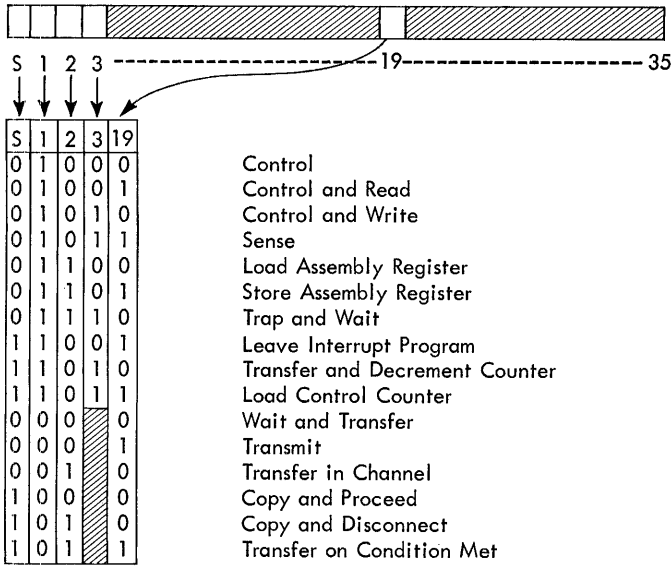 S 1 2 3 ----------------------19---------------------- 35
S 1 2 3 19
0 1 0 0 0 Control
0 1 0 0 1 Control and Read
0 1 0 1 0 Control and Write
0 1 0 1 1 Sense
0 1 1 0 0 Load Assembly Register
0 1 1 0 1 Store Assembly Register
0 1 1 1 0 Trap and Wait
1 1 0 0 1 Leave Interrupt Program
1 1 0 1 0 Transfer and Decrement Counter
1 1 0 1 1 Load Control Counter
0 0 0 0 Wait and Transfer
0 0 0 1 Transmit
0 0 1 0 Transfer in Channel
1 0 0 0 Copy and Proceed
1 0 1 0 Copy and Disconnect
1 0 1 1 Transfer on Condition Met